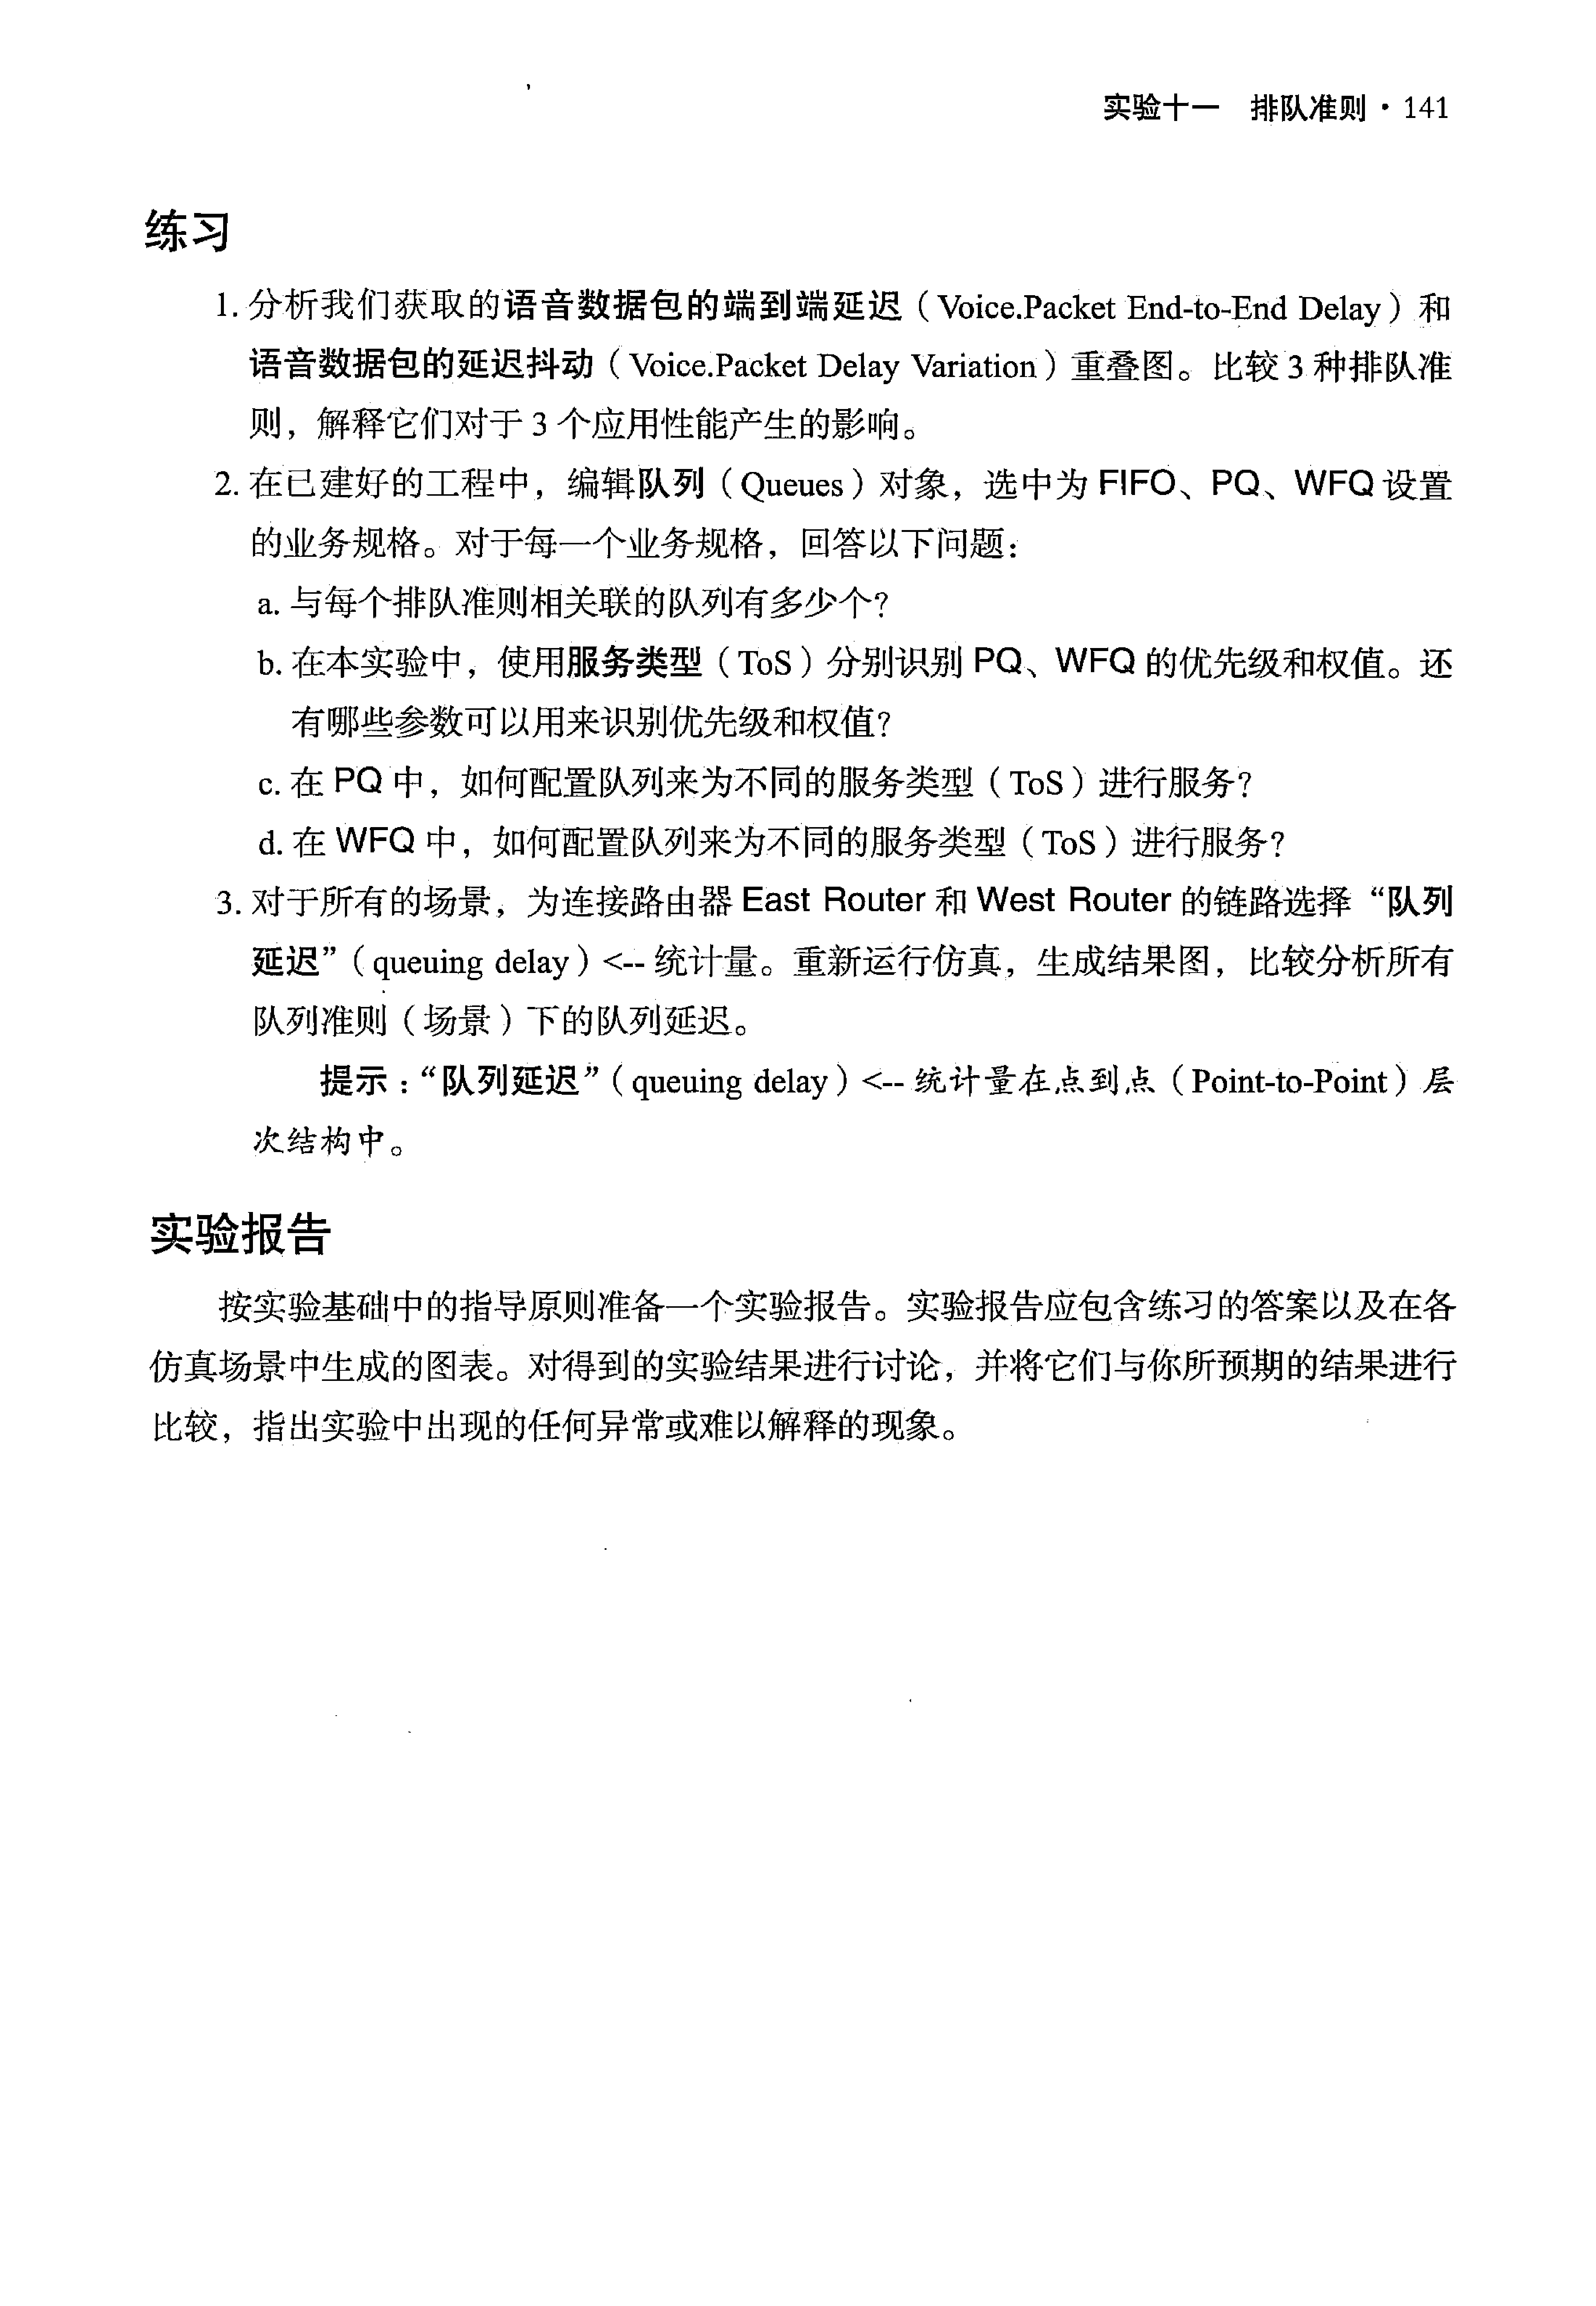 实验十一 排队准则・141
练习
1. 分析我们获取的语音数据包的端到端延迟（Voice.Packet End-to-End Delay）和
语音数据包的延迟抖动（Voice.Packet Delay Variation）重叠图。比较 3 种排队准
则，解释它们对于 3 个应用性能产生的影响。
2. 在已建好的工程中，编辑队列（Queues）对象，选中为 FIFO、PQ、WFQ 设置
的业务规格。对于每一个业务规格，回答以下问题：
a. 与每个排队准则相关联的队列有多少个？
b. 在本实验中，使用服务类型（ToS）分别识别 PQ、WFQ 的优先级和权值。还
有哪些参数可以用来识别优先级和权值？
c. 在 PQ 中，如何配置队列来为不同的服务类型（ToS）进行服务？
d. 在 WFQ 中，如何配置队列来为不同的服务类型（ToS）进行服务？
3. 对于所有的场景，为连接路由器 East Router 和 West Router 的链路选择“队列
延迟”（queuing delay）<-- 统计量。重新运行仿真，生成结果图，比较分析所有
队列准则（场景）下的队列延迟。
提示：“队列延迟”（queuing delay）<-- 统计量在点到点（Point-to-Point）层
次结构中。
实验报告
按实验基础中的指导原则准备一个实验报告。实验报告应包含练习的答案以及在各
仿真场景中生成的图表。对得到的实验结果进行讨论，并将它们与你所预期的结果进行
比较，指出实验中出现的任何异常或难以解释的现象。